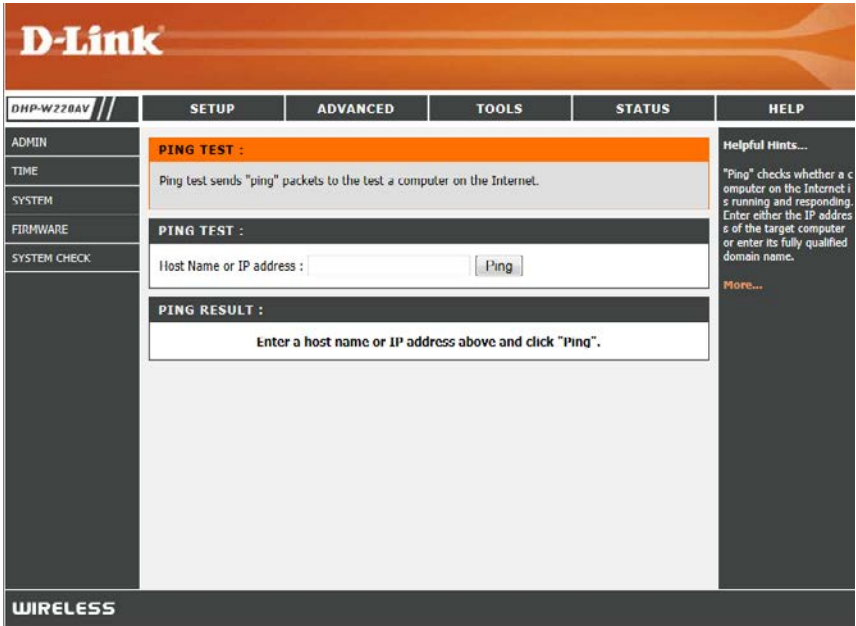 D-Link
DHP-W220AV
SETUP
ADVANCED
TOOLS
STATUS
HELP
ADMIN
TIME
SYSTEM
FIRMWARE
SYSTEM CHECK
PING TEST :
Ping test sends "ping" packets to the test a computer on the Internet.
PING TEST :
Host Name or IP address :
Ping
PING RESULT :
Enter a host name or IP address above and click "Ping".
Helpful Hints...
"Ping" checks whether a c
omputer on the Internet i
s running and responding.
Enter either the IP addres
s of the target computer
or enter its fully qualified
domain name.
More...
WIRELESS